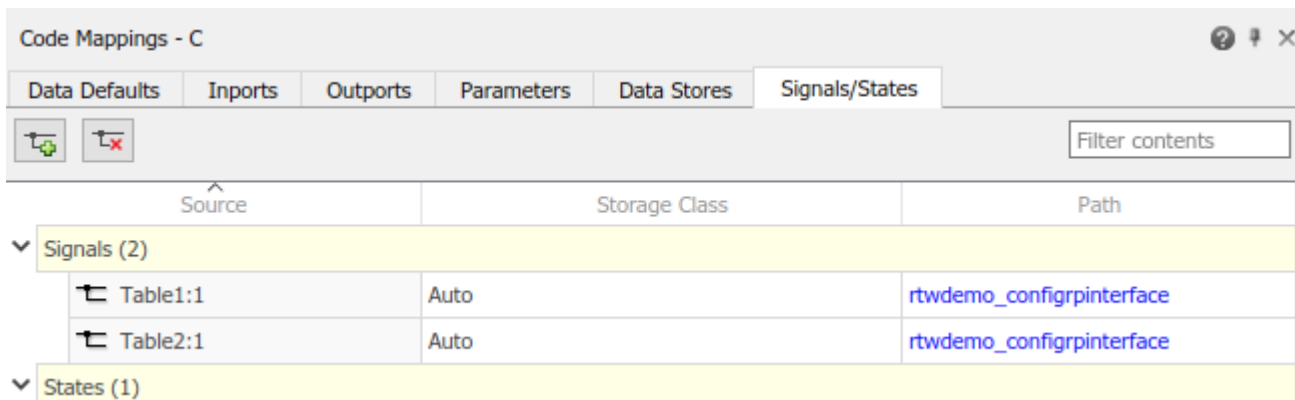 Code Mappings - C
Data Defaults Inports Outports Parameters Data Stores Signals/States
Filter contents
Source Storage Class Path
Signals (2)
Table1:1 Auto rtwdemo_configrpinterface
Table2:1 Auto rtwdemo_configrpinterface
States (1)